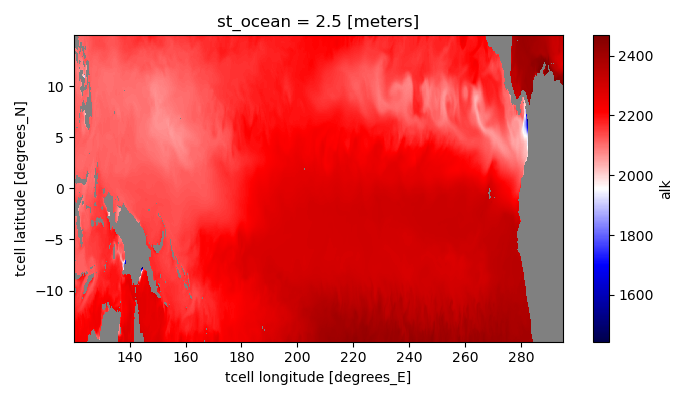 st_ocean = 2.5 [meters]
tcell latitude [degrees_N]
10
5
0
−5
−10
140 160 180 200 220 240 260 280
tcell longitude [degrees_E]
2400
2200
2000
1800
1600
alk